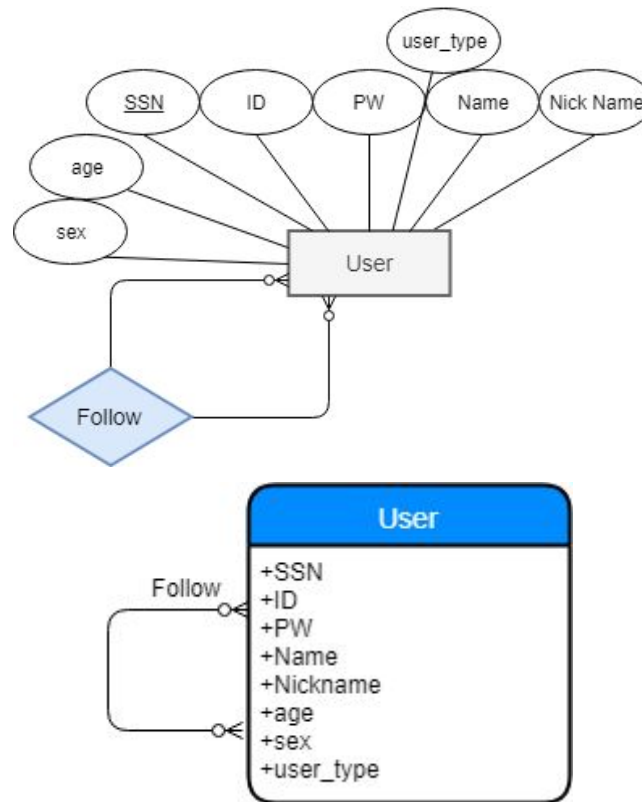 user_type
SSN
ID
PW
Name
Nick Name
age
sex
User
Follow
User
Follow
+SSN
+ID
+PW
+Name
+Nickname
+age
+sex
+user_type